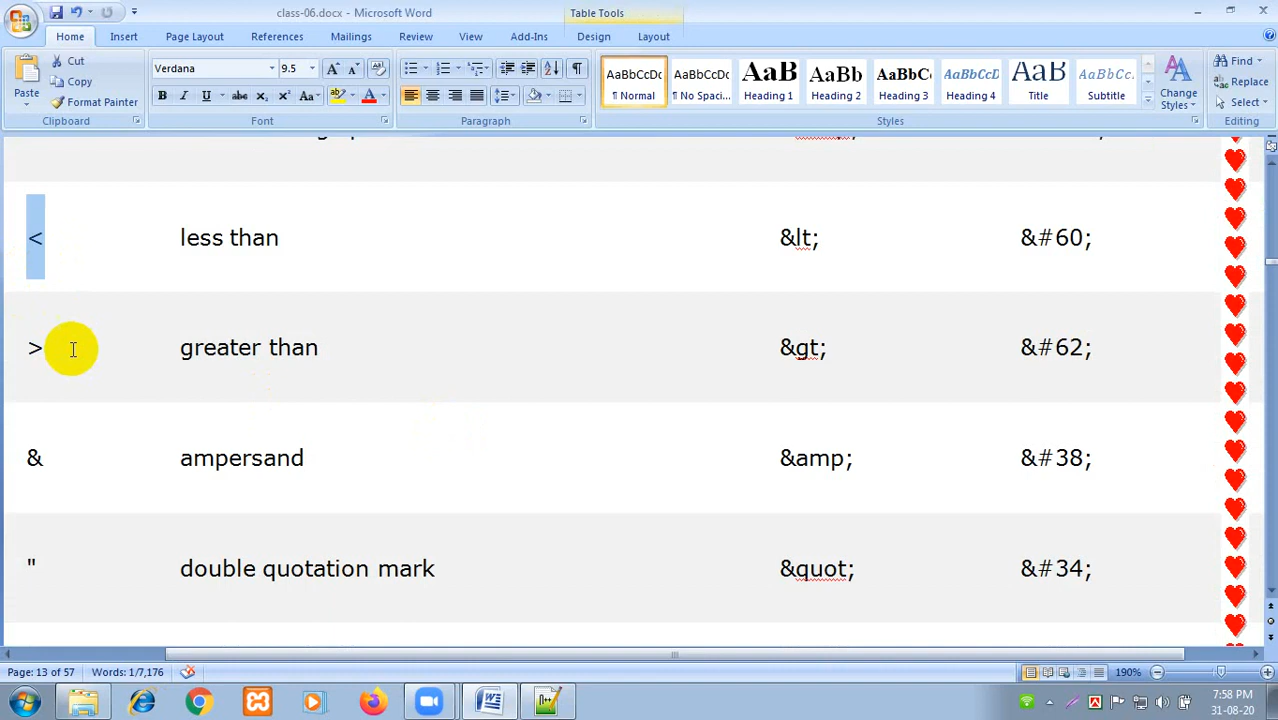 class-06.docx - Microsoft Word
Table Tools
Home Insert Page Layout References Mailings Review View Add-Ins Design Layout
Paste
Cut
Copy
Format Painter
Clipboard
Verdana 9.5
Font
Paragraph
AaBbCcDc
¶ Normal
AaBbCcDc
¶ No Spaci...
AaB
Heading 1
AaBb
Heading 2
AaBbCc
Heading 3
AaBbCcD
Heading 4
AaBb
Title
AaBbCcD
Subtitle
Change
Styles
Styles
Find
Replace
Select
Editing
< less than &lt; &#60;
> greater than &gt; &#62;
& ampersand &amp; &#38;
" double quotation mark &quot; &#34;
Page: 13 of 57 Words: 1/7,176 190%
7:58 PM
31-08-20